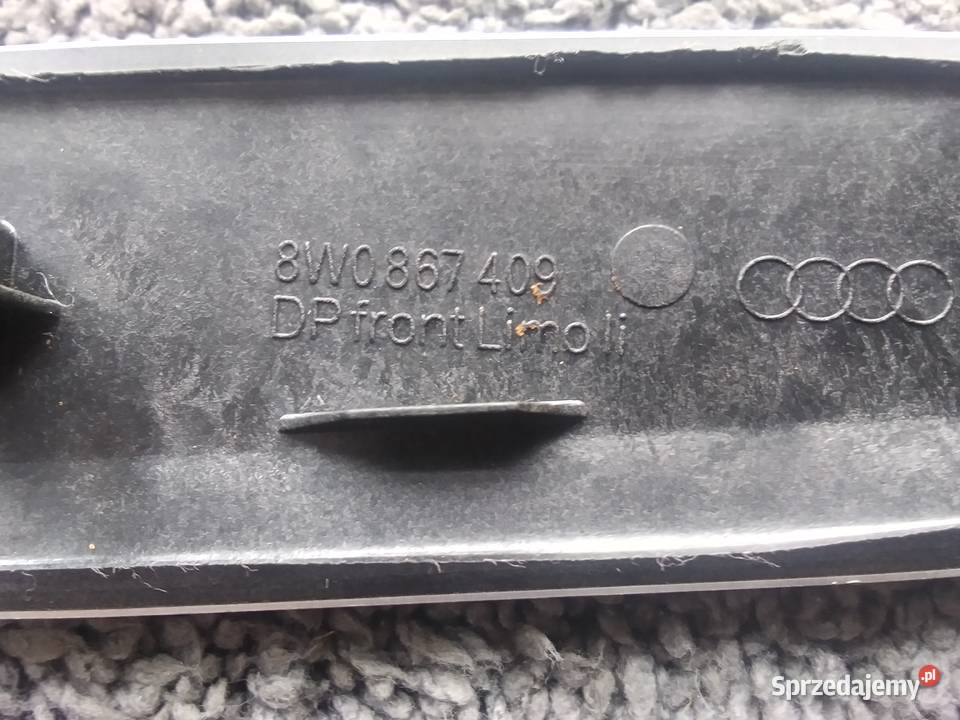 8W0 867 409
DP front Limo li
Sprzedajemy.pl